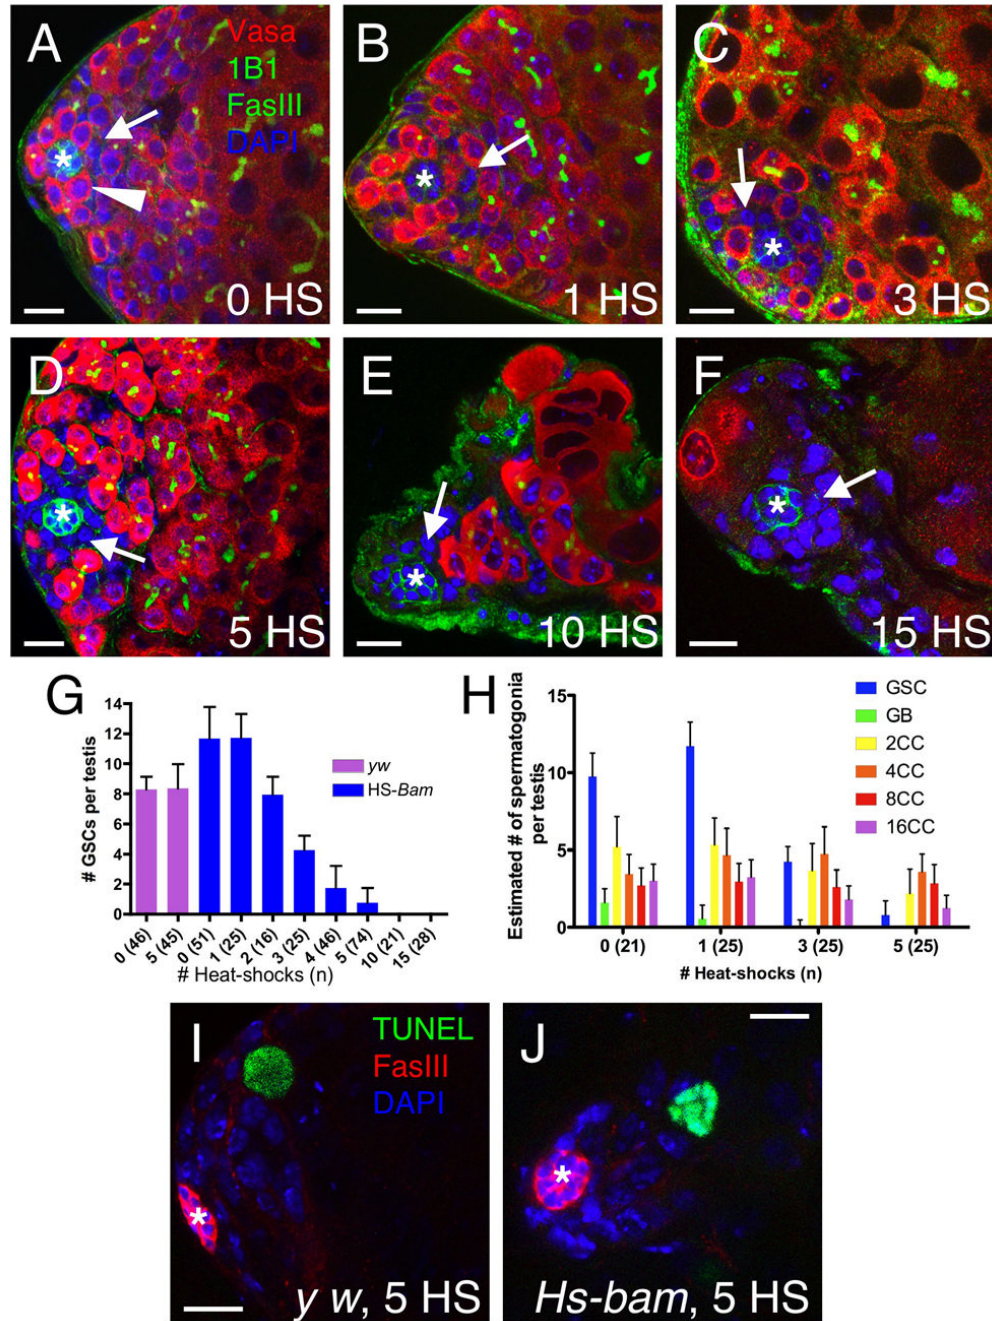 A
Vasa
1B1
FasIII
DAPI
*
0 HS
B
*
1 HS
C
*
3 HS
D
*
5 HS
E
*
10 HS
F
*
15 HS
G
# GSCs per testis
14
12
10
8
6
4
2
0
yw
HS-Bam
0 (46)
5 (45)
0 (51)
1 (25)
2 (16)
3 (25)
4 (46)
5 (74)
10 (21)
15 (28)
# Heat-shocks (n)
H
Estimated # of spermatogonia
per testis
15
10
5
0
GSC
GB
2CC
4CC
8CC
16CC
0 (21)
1 (25)
3 (25)
5 (25)
# Heat-shocks (n)
I
TUNEL
FasIII
DAPI
*
y w, 5 HS
J
*
Hs-bam, 5 HS